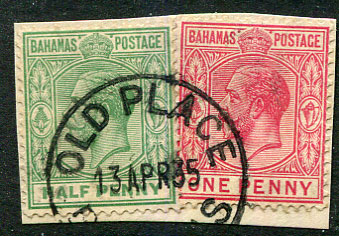 BAHAMAS POSTAGE
BAHAMAS POSTAGE
OLD PLACE
13 APR 35
HALF PENNY
ONE PENNY